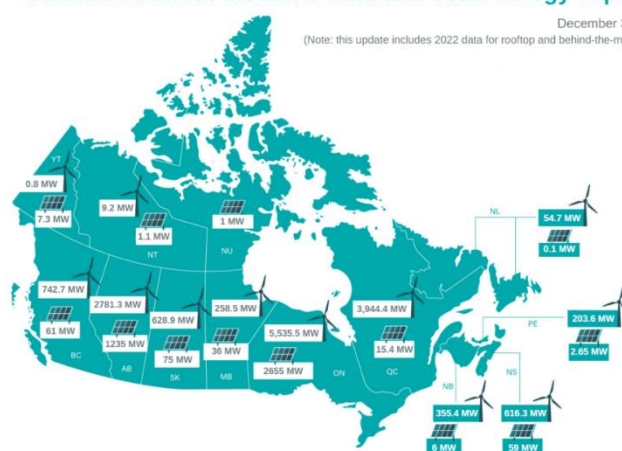 December 3
(Note: this update includes 2022 data for rooftop and behind-the-m
YT
0.8 MW
7.3 MW
9.2 MW
1.1 MW
NT
1 MW
NU
NL
54.7 MW
0.1 MW
742.7 MW
61 MW
BC
2781.3 MW
1235 MW
AB
628.9 MW
75 MW
SK
258.5 MW
36 MW
MB
5,535.5 MW
2655 MW
ON
3,944.4 MW
15.4 MW
QC
PE
203.6 MW
2.65 MW
NB
355.4 MW
6 MW
NS
616.3 MW
59 MW